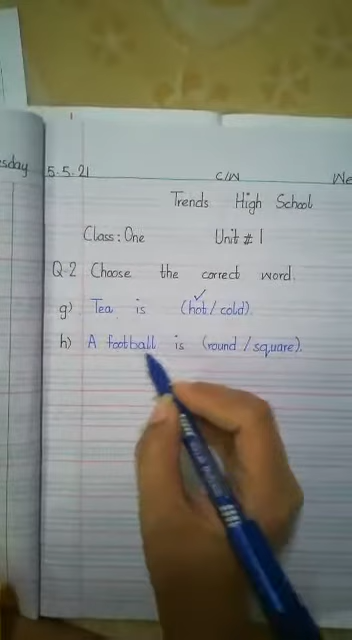 sday 5.5.21 C/W We
Trends High School
Class: One Unit # 1
Q.2 Choose the correct word.
g) Tea is (hot / cold).
h) A football is (round / square).